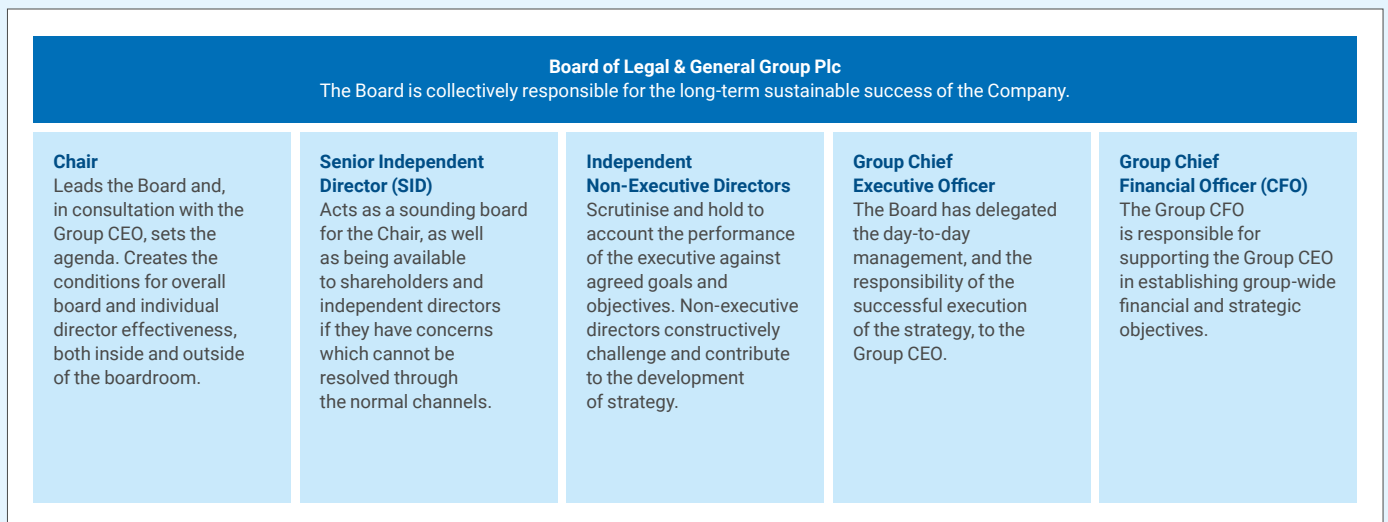 Board of Legal & General Group Plc
The Board is collectively responsible for the long-term sustainable success of the Company.
Chair
Leads the Board and,
in consultation with the
Group CEO, sets the
agenda. Creates the
conditions for overall
board and individual
director effectiveness,
both inside and outside
of the boardroom.
Senior Independent
Director (SID)
Acts as a sounding board
for the Chair, as well
as being available
to shareholders and
independent directors
if they have concerns
which cannot be
resolved through
the normal channels.
Independent
Non-Executive Directors
Scrutinise and hold to
account the performance
of the executive against
agreed goals and
objectives. Non-executive
directors constructively
challenge and contribute
to the development
of strategy.
Group Chief
Executive Officer
The Board has delegated
the day-to-day
management, and the
responsibility of the
successful execution
of the strategy, to the
Group CEO.
Group Chief
Financial Officer (CFO)
The Group CFO
is responsible for
supporting the Group CEO
in establishing group-wide
financial and strategic
objectives.